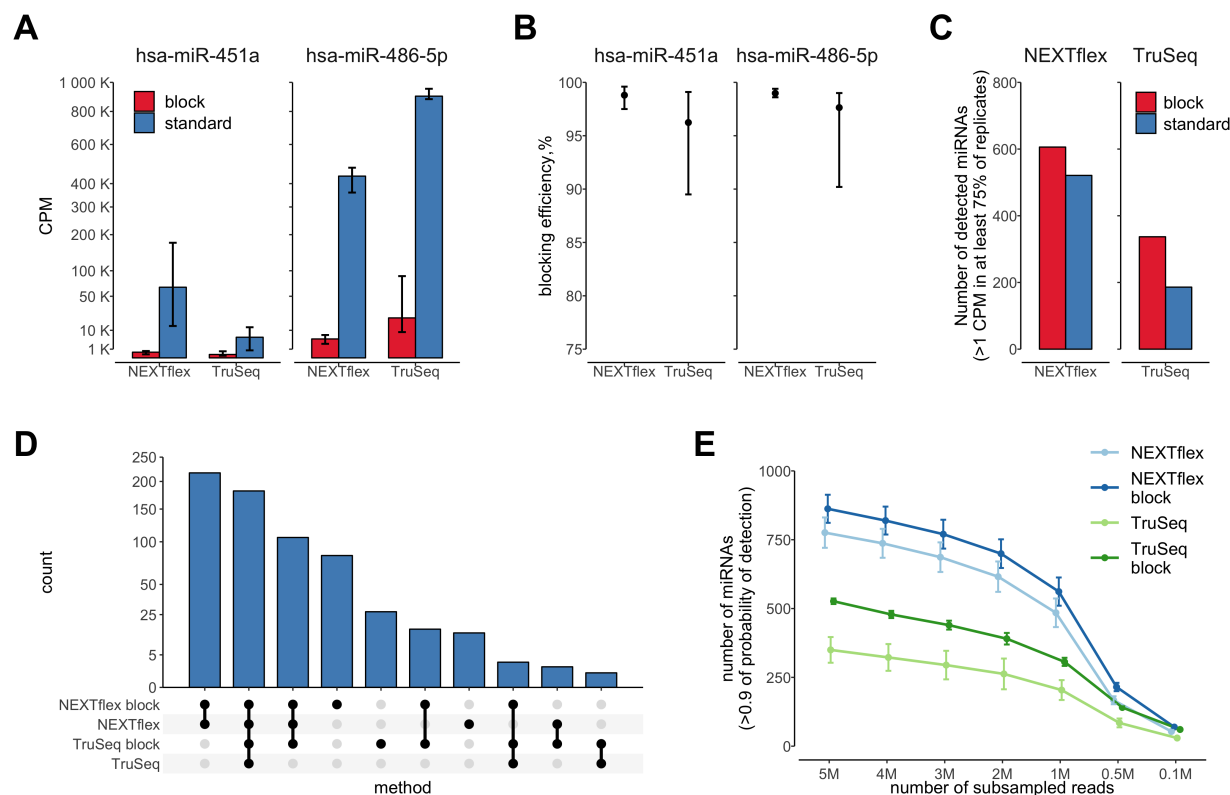 A
hsa-miR-451a
hsa-miR-486-5p
CPM
1 000 K
800 K
600 K
400 K
300 K
200 K
100 K
50 K
10 K
1 K
block
standard
NEXTflex
TruSeq
NEXTflex
TruSeq
B
hsa-miR-451a
hsa-miR-486-5p
blocking efficiency,%
100
95
90
85
80
75
NEXTflex
TruSeq
NEXTflex
TruSeq
C
NEXTflex
TruSeq
Number of detected miRNAs
(>1 CPM in at least 75% of replicates)
800
600
400
200
0
block
standard
NEXTflex
TruSeq
D
count
250
200
150
100
50
25
5
0
NEXTflex block
NEXTflex
TruSeq block
TruSeq
method
E
number of miRNAs
(>0.9 of probability of detection)
1000
750
500
250
0
NEXTflex
NEXTflex
block
TruSeq
TruSeq
block
5M
4M
3M
2M
1M
0.5M
0.1M
number of subsampled reads